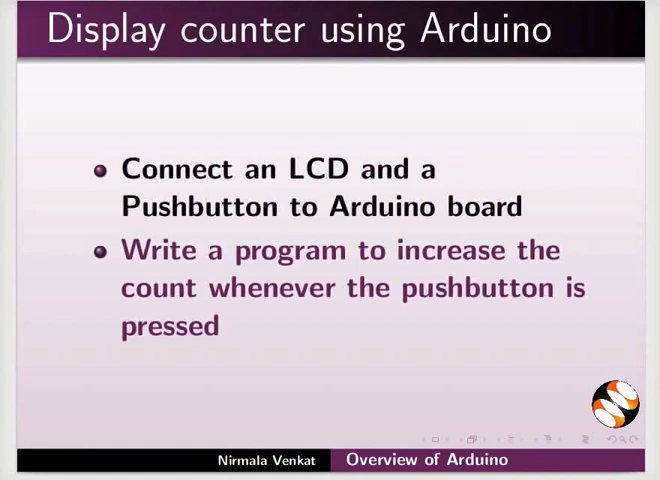 Display counter using Arduino
Connect an LCD and a
Pushbutton to Arduino board
Write a program to increase the
count whenever the pushbutton is
pressed
Nirmala Venkat
Overview of Arduino